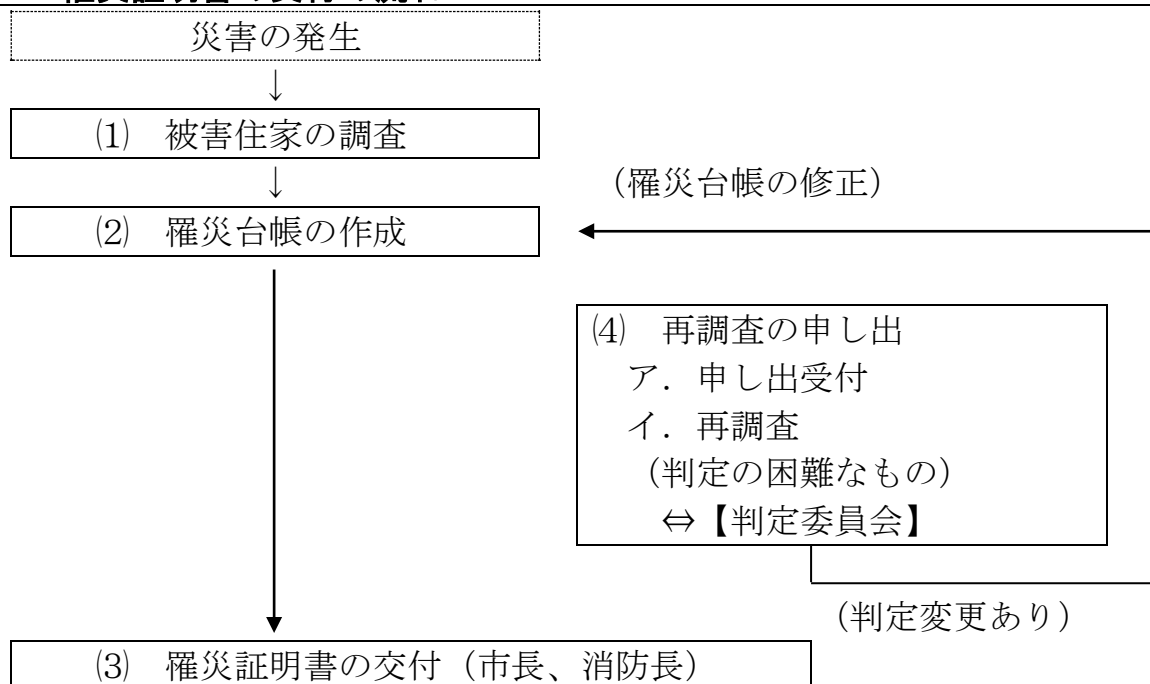 災害の発生
↓
⑴ 被害住家の調査
↓
（罹災台帳の修正）
⑵ 罹災台帳の作成
⑷ 再調査の申し出
ア．申し出受付
イ．再調査
（判定の困難なもの）
⇔【判定委員会】
（判定変更あり）
⑶ 罹災証明書の交付（市長、消防長）